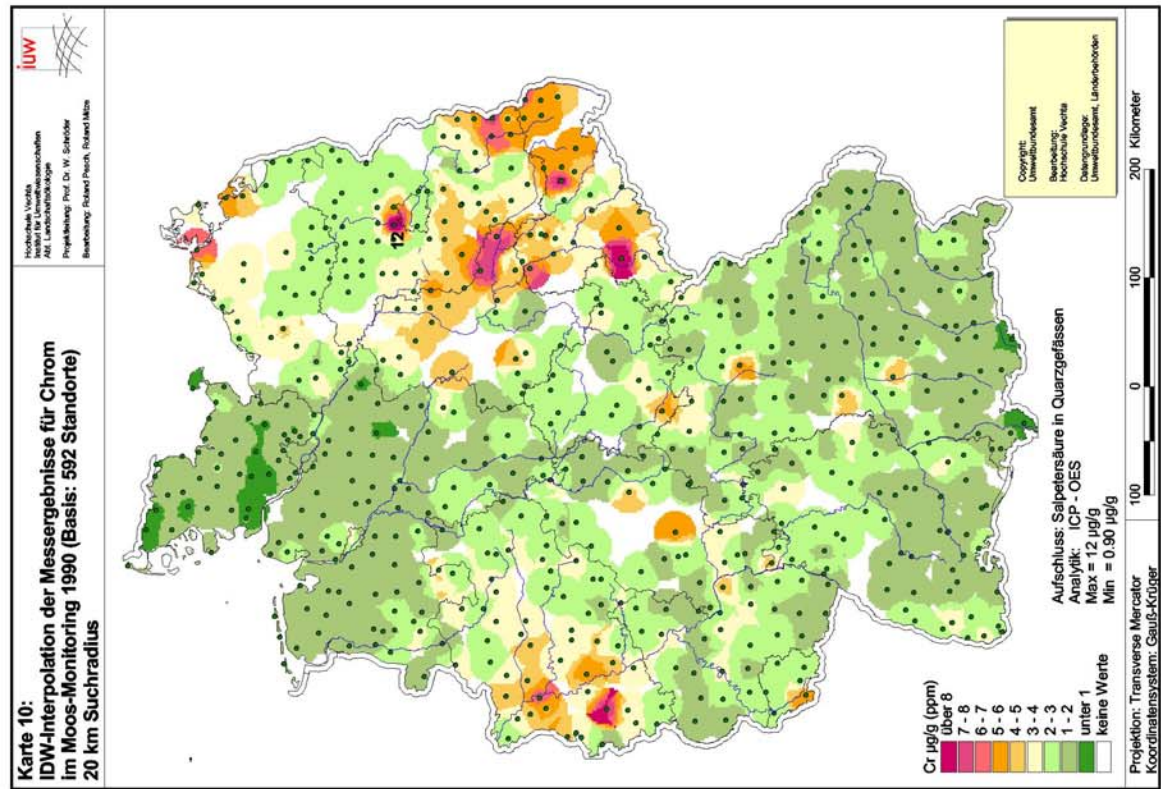 Karte 10:
IDW-Interpolation der Messergebnisse für Chrom
im Moos-Monitoring 1990 (Basis: 592 Standorte)
20 km Suchradius
Hochschule Vechta
Institut für Umweltwissenschaften
Abt. Landschaftsökologie
Projektleitung: Prof. Dr. W. Schröder
Bearbeitung: Roland Pesch, Roland Mitze
iuw
12
Cr µg/g (ppm)
über 8
7 - 8
6 - 7
5 - 6
4 - 5
3 - 4
2 - 3
1 - 2
unter 1
keine Werte
Aufschluss: Salpetersäure in Quarzgefässen
Analytik: ICP - OES
Max = 12 µg/g
Min = 0.90 µg/g
Copyright:
Umweltbundesamt
Bearbeitung:
Hochschule Vechta
Datengrundlage:
Umweltbundesamt, Länderbehörden
Projektion: Transverse Mercator
Koordinatensystem: Gauß-Krüger
100 0 100 200 Kilometer